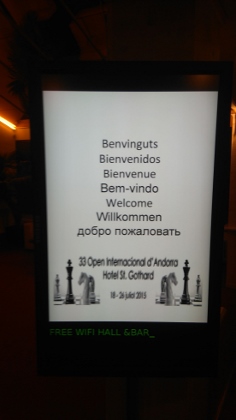 Benvinguts
Bienvenidos
Bienvenue
Bem-vindo
Welcome
Willkommen
добро пожаловать
33 Open Internacional d'Andorra
Hotel St. Gothard
18 - 26 juliol 2015
FREE WIFI HALL &BAR_